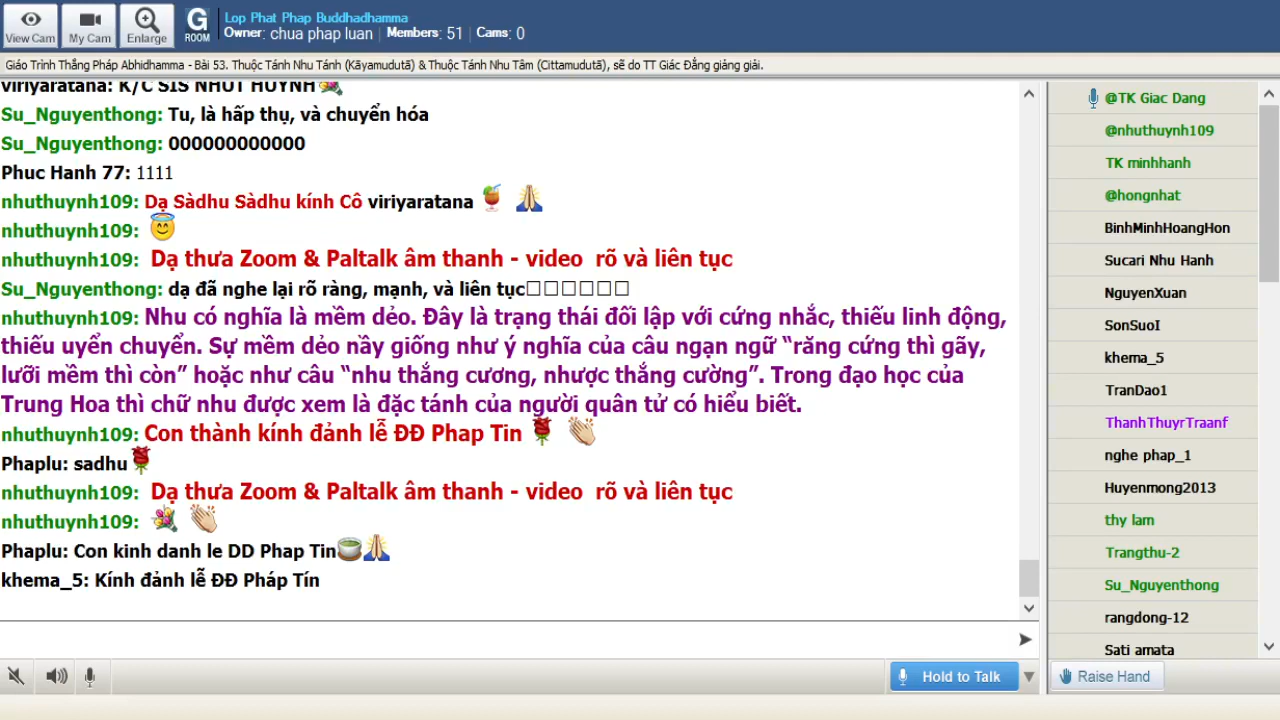 View Cam
My Cam
Enlarge
G
ROOM
Lop Phat Phap Buddhadhamma
Owner: chua phap luan | Members: 51 | Cams: 0
Giáo Trình Thắng Pháp Abhidhamma - Bài 53. Thuộc Tánh Nhu Tánh (Kāyamudutā) & Thuộc Tánh Nhu Tâm (Cittamudutā), sẽ do TT Giác Đẳng giảng giải.
viriyaratana: K/C SIS NHUT HUYNH
Su_Nguyenthong: Tu, là hấp thụ, và chuyển hóa
Su_Nguyenthong: 000000000000
Phuc Hanh 77: 1111
nhuthuynh109: Dạ Sàdhu Sàdhu kính Cô viriyaratana
nhuthuynh109:
nhuthuynh109: Dạ thưa Zoom & Paltalk âm thanh - video rõ và liên tục
Su_Nguyenthong: dạ đã nghe lại rõ ràng, mạnh, và liên tục□□□□□□
nhuthuynh109: Nhu có nghĩa là mềm dẻo. Đây là trạng thái đối lập với cứng nhắc, thiếu linh động,
thiếu uyển chuyển. Sự mềm dẻo nầy giống như ý nghĩa của câu ngạn ngữ “răng cứng thì gãy,
lưỡi mềm thì còn” hoặc như câu “nhu thắng cương, nhược thắng cường”. Trong đạo học của
Trung Hoa thì chữ nhu được xem là đặc tánh của người quân tử có hiểu biết.
nhuthuynh109: Con thành kính đảnh lễ ĐĐ Phap Tin
Phaplu: sadhu
nhuthuynh109: Dạ thưa Zoom & Paltalk âm thanh - video rõ và liên tục
nhuthuynh109:
Phaplu: Con kinh danh le DD Phap Tin
khema_5: Kính đảnh lễ ĐĐ Pháp Tín
@TK Giac Dang
@nhuthuynh109
TK minhhanh
@hongnhat
BinhMinhHoangHon
Sucari Nhu Hanh
NguyenXuan
SonSuoI
khema_5
TranDao1
ThanhThuyrTraanf
nghe phap_1
Huyenmong2013
thy lam
Trangthu-2
Su_Nguyenthong
rangdong-12
Sati amata
Hold to Talk
Raise Hand